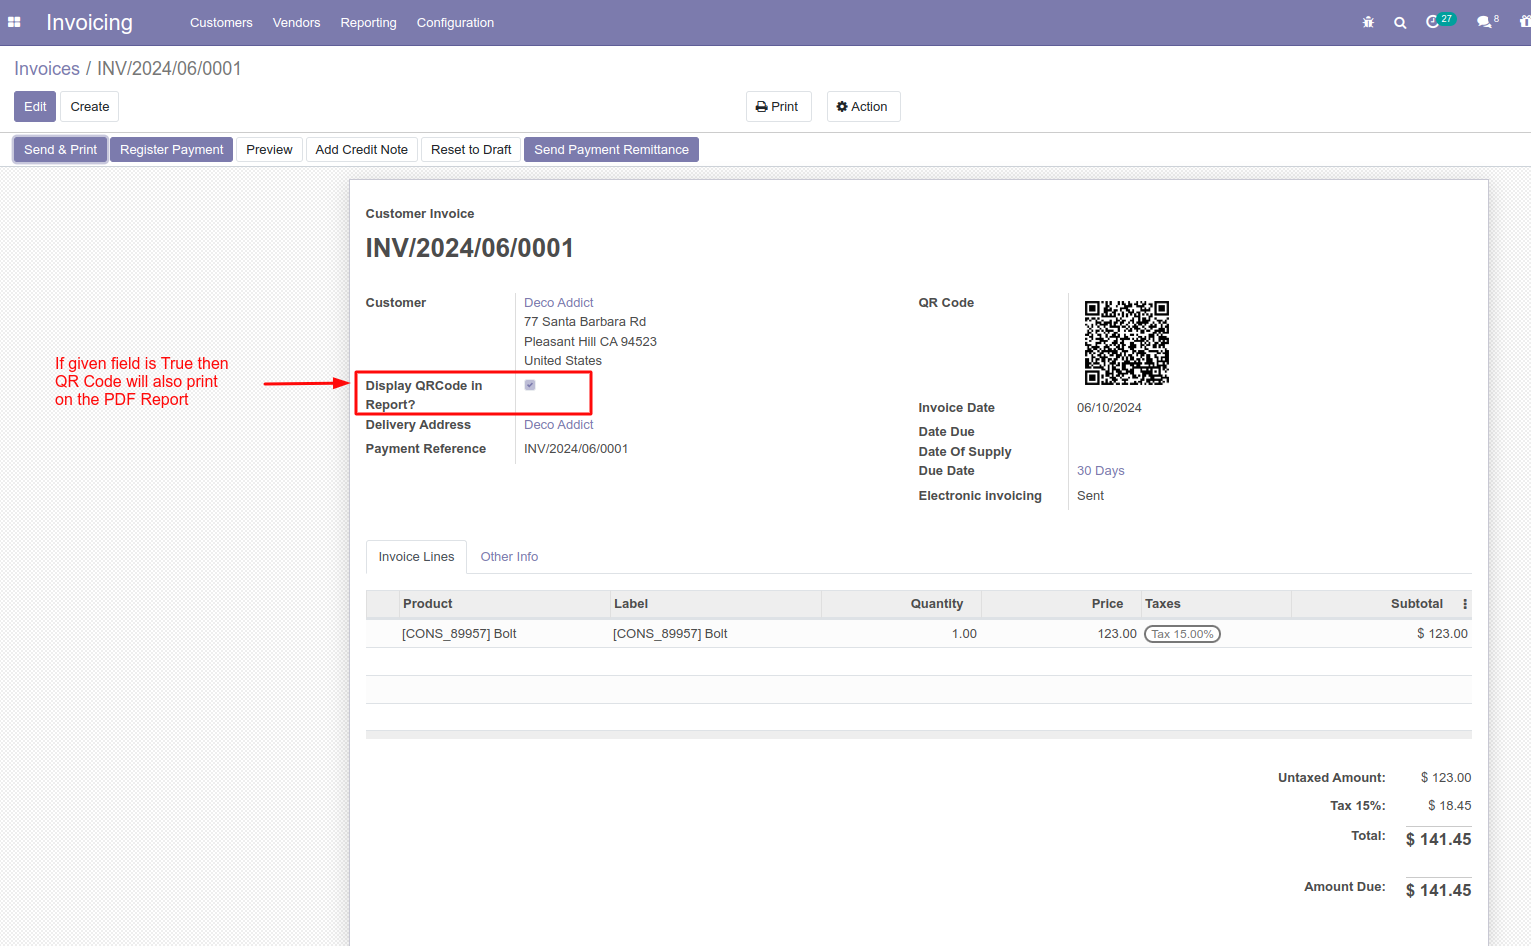 Invoicing Customers Vendors Reporting Configuration 27 8
Invoices / INV/2024/06/0001
Edit Create Print Action
Send & Print Register Payment Preview Add Credit Note Reset to Draft Send Payment Remittance
Customer Invoice
INV/2024/06/0001
Customer Deco Addict
77 Santa Barbara Rd
Pleasant Hill CA 94523
United States
Display QRCode in
Report?
Delivery Address Deco Addict
Payment Reference INV/2024/06/0001
If given field is True then
QR Code will also print
on the PDF Report
QR Code
Invoice Date 06/10/2024
Date Due
Date Of Supply
Due Date 30 Days
Electronic invoicing Sent
Invoice Lines Other Info
Product Label Quantity Price Taxes Subtotal
[CONS_89957] Bolt [CONS_89957] Bolt 1.00 123.00 Tax 15.00% $ 123.00
Untaxed Amount: $ 123.00
Tax 15%: $ 18.45
Total: $ 141.45
Amount Due: $ 141.45